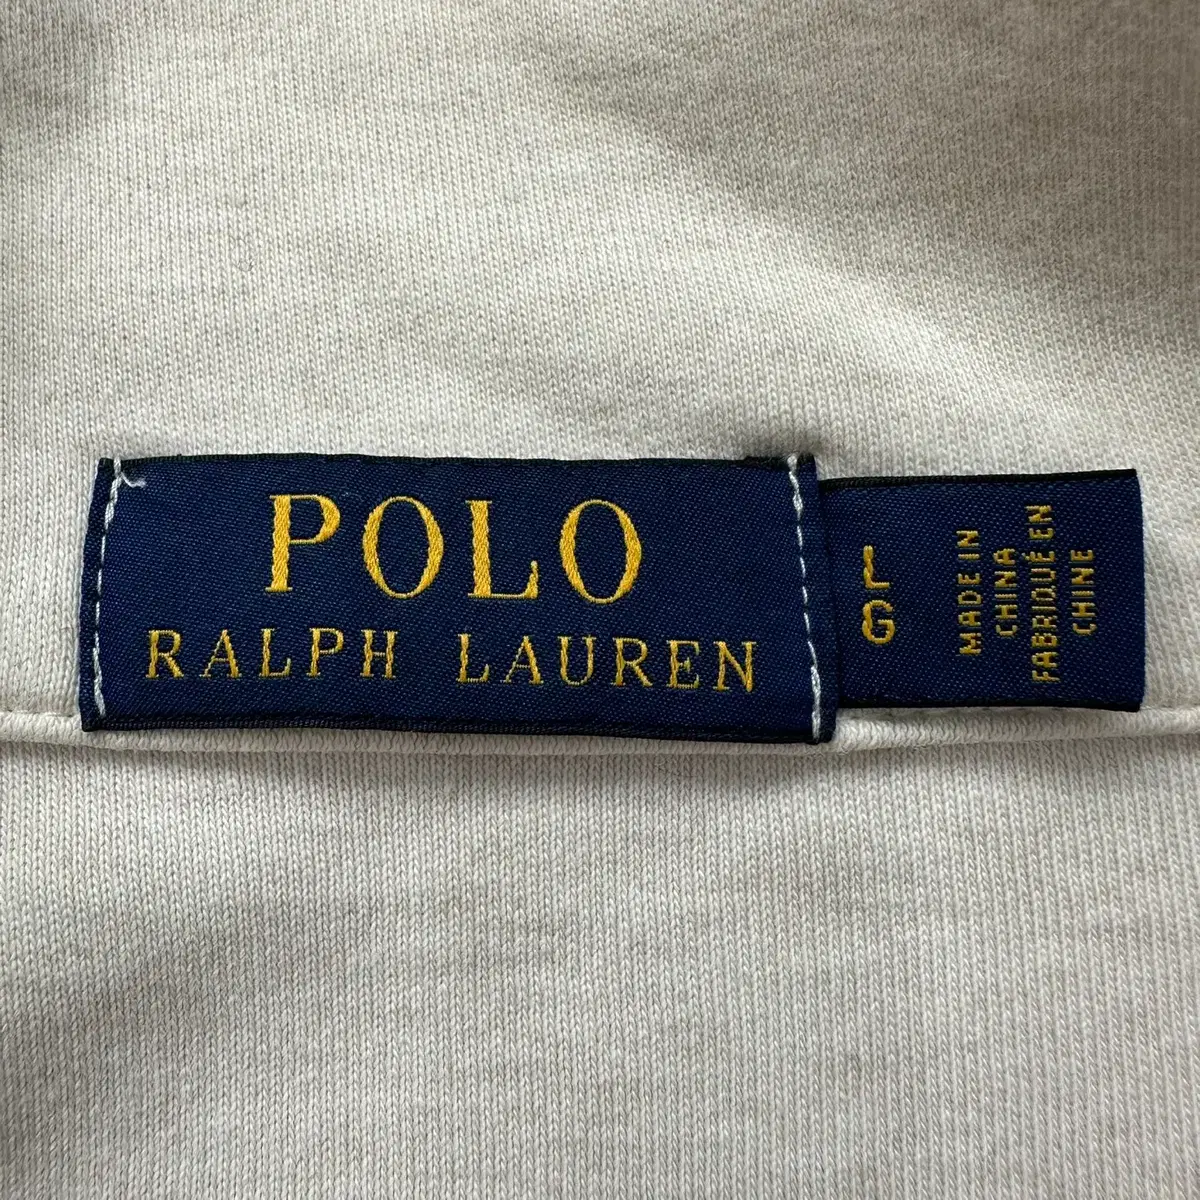 POLO
RALPH LAUREN
L
G
MADE IN
CHINA
FABRIQUÉ EN
CHINE